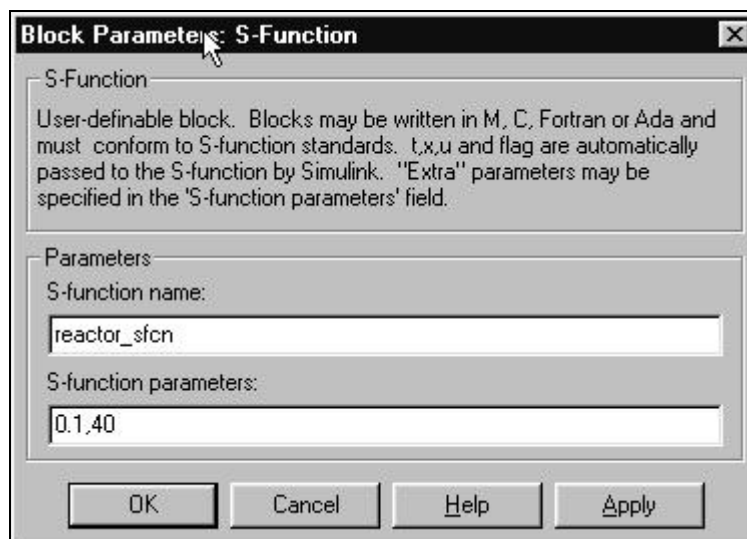 Block Parameters: S-Function
S-Function
User-definable block.  Blocks may be written in M, C, Fortran or Ada and
must  conform to S-function standards.  t,x,u and flag are automatically
passed to the S-function by Simulink.  "Extra" parameters may be
specified in the 'S-function parameters' field.
Parameters
S-function name:
reactor_sfcn
S-function parameters:
0.1,40
OK Cancel Help Apply